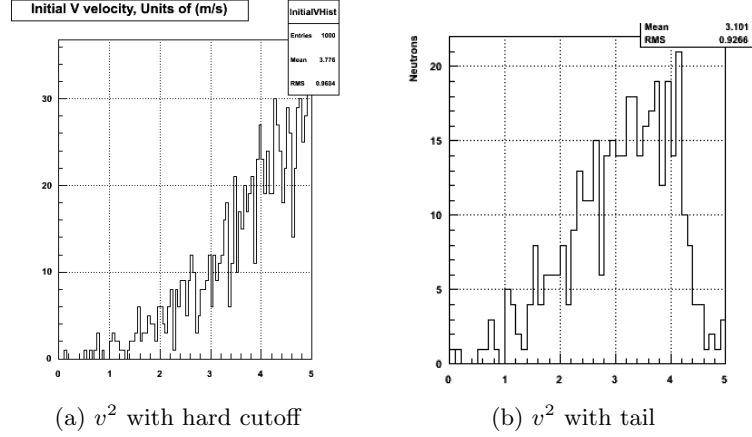 Initial V velocity, Units of (m/s)
InitialVHist
Entries 1000
Mean 3.776
RMS 0.9604
30
20
10
0
0 1 2 3 4 5
(a) v² with hard cutoff
Mean 3.101
RMS 0.9266
Neutrons
20
15
10
5
0
0 1 2 3 4 5
(b) v² with tail